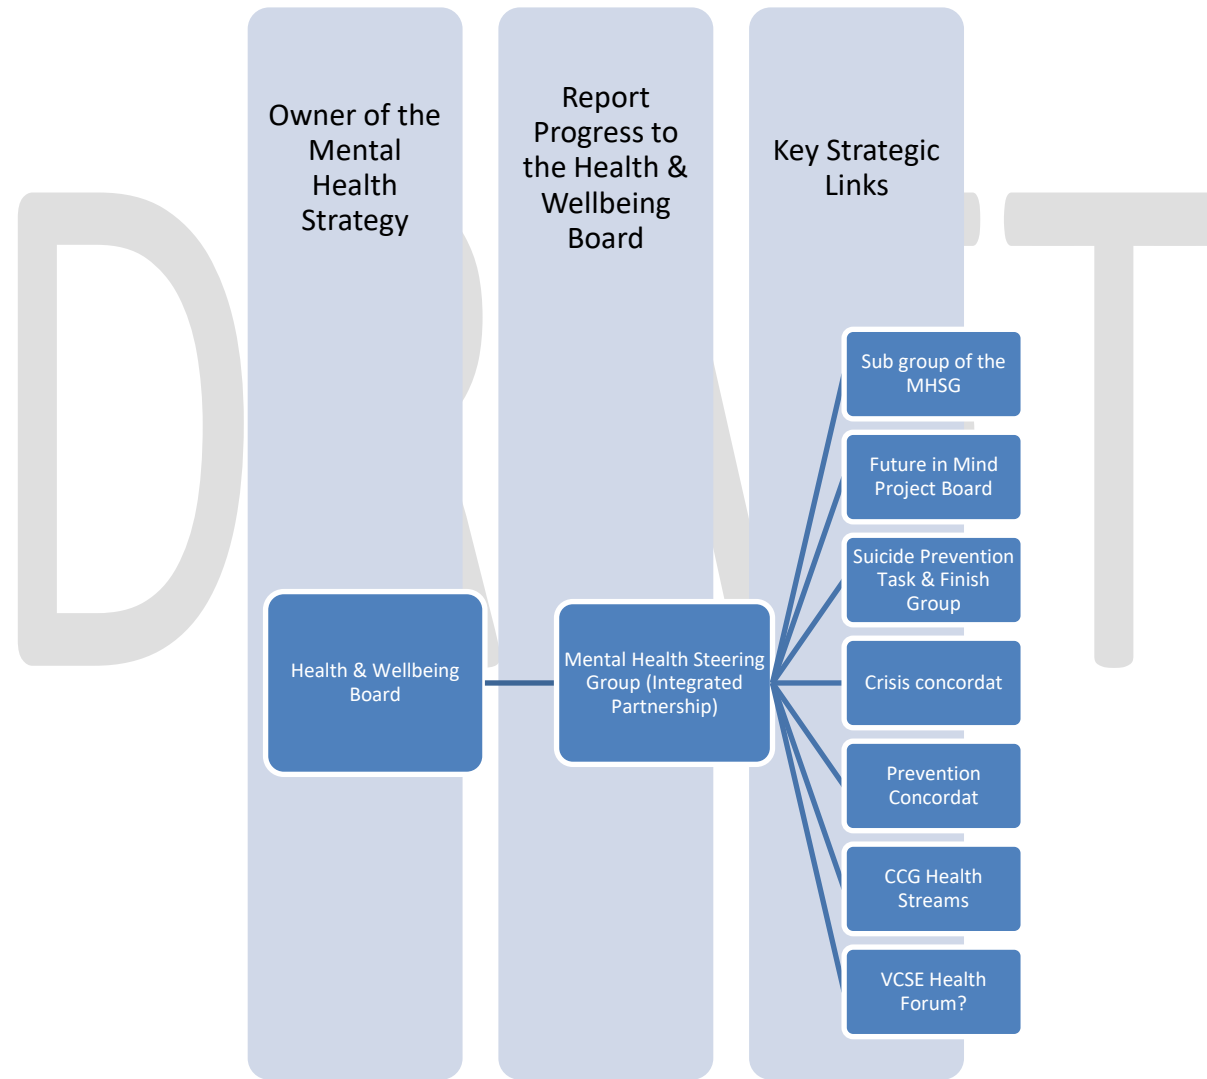 Owner of the
Mental
Health
Strategy
Report
Progress to
the Health &
Wellbeing
Board
Key Strategic
Links
Health & Wellbeing
Board
Mental Health Steering
Group (Integrated
Partnership)
Sub group of the
MHSG
Future in Mind
Project Board
Suicide Prevention
Task & Finish
Group
Crisis concordat
Prevention
Concordat
CCG Health
Streams
VCSE Health
Forum?
DRAFT